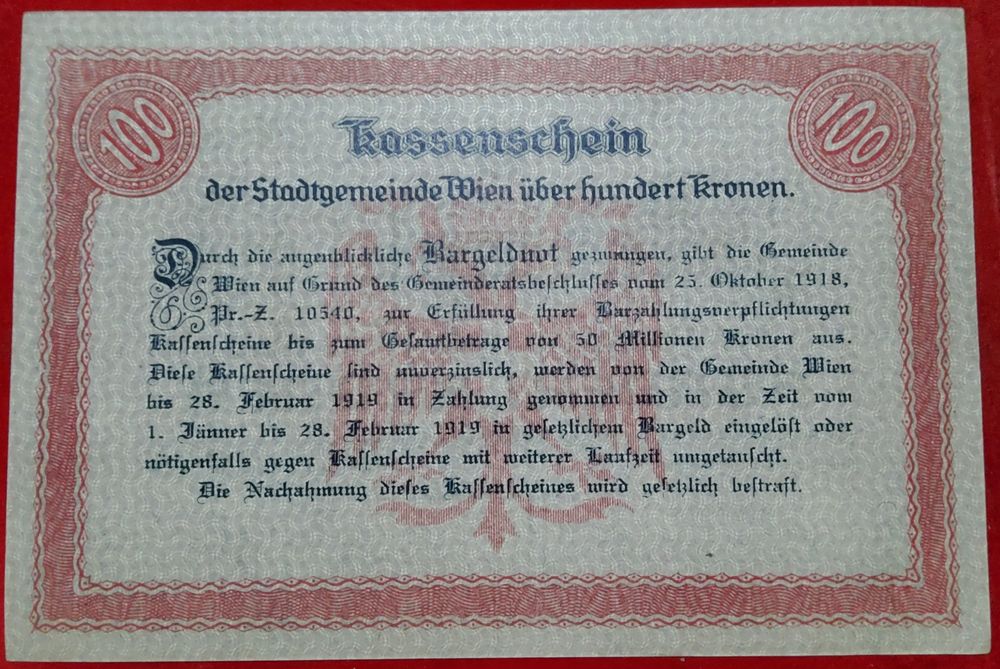 100 100
Kassenschein
der Stadtgemeinde Wien über hundert Kronen.
Durch die augenblickliche Bargeldnot gezwungen, gibt die Gemeinde
Wien auf Grund des Gemeinderatsbeschlusses vom 25. Oktober 1918,
Pr.-Z. 10540, zur Erfüllung ihrer Barzahlungsverpflichtungen
Kassenscheine bis zum Gesamtbetrage von 50 Millionen Kronen aus.
Diese Kassenscheine sind unverzinslich, werden von der Gemeinde Wien
bis 28. Februar 1919 in Zahlung genommen und in der Zeit vom
1. Jänner bis 28. Februar 1919 in gesetzlichem Bargeld eingelöst oder
nötigenfalls gegen Kassenscheine mit weiterer Laufzeit umgetauscht.
Die Nachahmung dieses Kassenscheines wird gesetzlich bestraft.